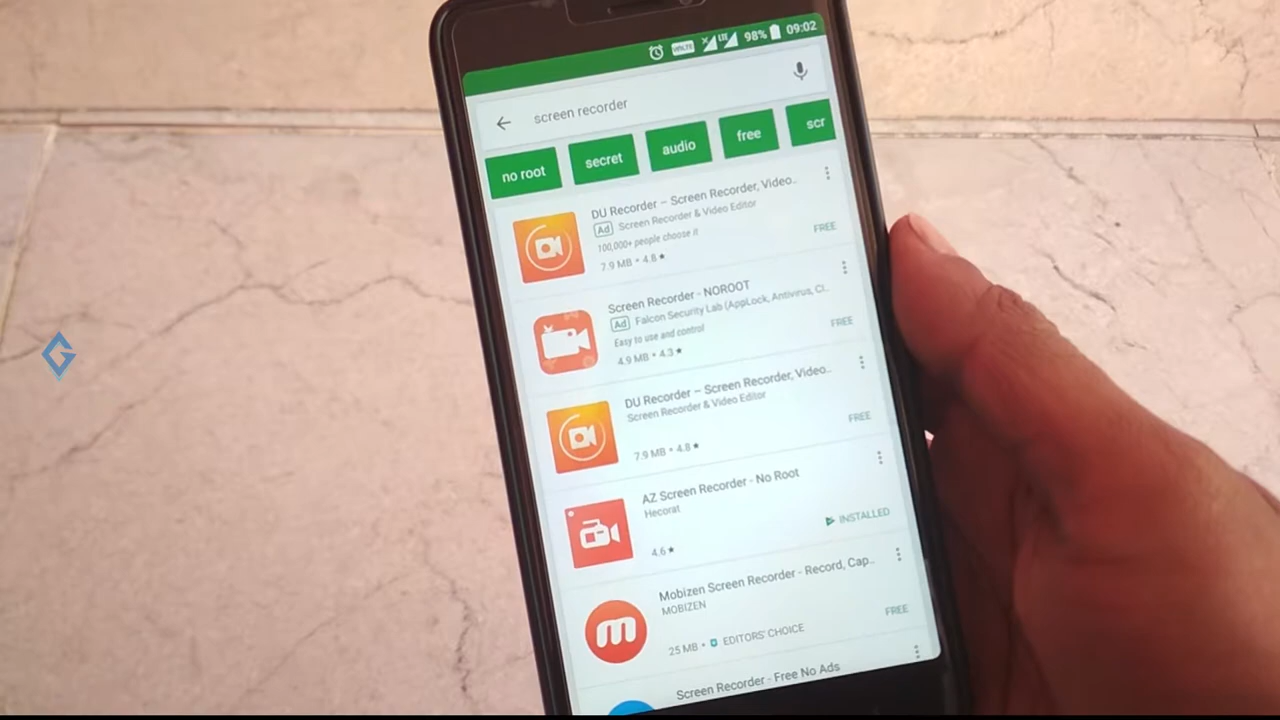 VoLTE LTE 98% 09:02
screen recorder
no root secret audio free scr
DU Recorder – Screen Recorder, Video..
Ad Screen Recorder & Video Editor
100,000+ people choose it
FREE
7.9 MB • 4.8 ★
Screen Recorder - NOROOT
Ad Falcon Security Lab (AppLock, Antivirus, Cl..
Easy to use and control
FREE
4.9 MB • 4.3 ★
DU Recorder – Screen Recorder, Video..
Screen Recorder & Video Editor
FREE
7.9 MB • 4.8 ★
AZ Screen Recorder - No Root
Hecorat
INSTALLED
4.6 ★
Mobizen Screen Recorder - Record, Cap..
MOBIZEN
FREE
25 MB • EDITORS' CHOICE
Screen Recorder - Free No Ads